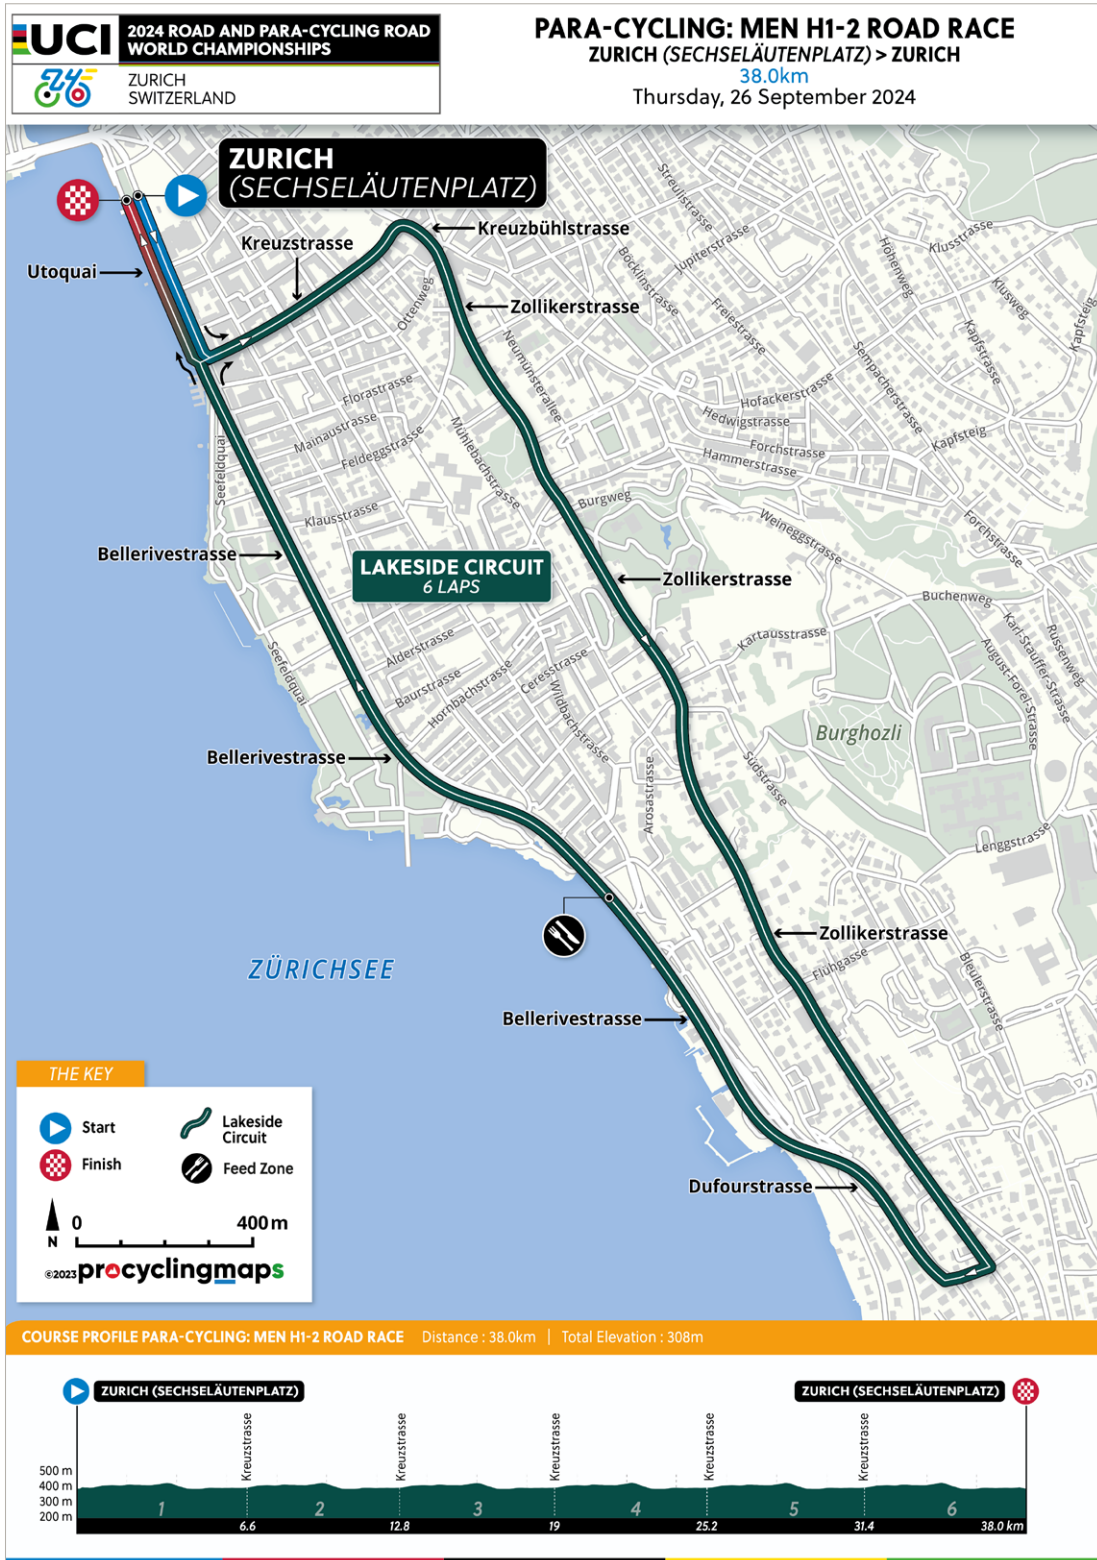 UCI
2024 ROAD AND PARA-CYCLING ROAD
WORLD CHAMPIONSHIPS
ZURICH
SWITZERLAND
PARA-CYCLING: MEN H1-2 ROAD RACE
ZURICH (SECHSELÄUTENPLATZ) > ZURICH
38.0km
Thursday, 26 September 2024
ZURICH
(SECHSELÄUTENPLATZ)
Utoquai
Kreuzstrasse
Kreuzbühlstrasse
Zollikerstrasse
Streulistrasse
Jupiterstrasse
Böcklinstrasse
Freiestrasse
Höhenweg
Klusstrasse
Klusweg
Kapfsteig
Kapfstrasse
Sempacherstrasse
Ottenweg
Neumünsterallee
Florastrasse
Mainaustrasse
Feldeggstrasse
Mühlebachstrasse
Hofackerstrasse
Hedwigstrasse
Forchstrasse
Hammerstrasse
Kapfsteig
Seefeldquai
Klausstrasse
Burgweg
Weineggstrasse
Forchstrasse
Bellerivestrasse
LAKESIDE CIRCUIT
6 LAPS
Zollikerstrasse
Buchenweg
Kartausstrasse
Karl-Stauffer-Strasse
Russenweg
August-Forel-Strasse
Seefeldquai
Alderstrasse
Baurstrasse
Hornbachstrasse
Ceresstrasse
Wildbachstrasse
Burghozli
Bellerivestrasse
Südstrasse
Arosastrasse
Lenggstrasse
Zollikerstrasse
Fluhgasse
Bleulerstrasse
ZÜRICHSEE
Bellerivestrasse
Dufourstrasse
THE KEY
Start
Lakeside
Circuit
Finish
Feed Zone
N
0 400m
©2023 procyclingmaps
COURSE PROFILE PARA-CYCLING: MEN H1-2 ROAD RACE Distance : 38.0km | Total Elevation : 308m
ZURICH (SECHSELÄUTENPLATZ)
ZURICH (SECHSELÄUTENPLATZ)
Kreuzstrasse
Kreuzstrasse
Kreuzstrasse
Kreuzstrasse
Kreuzstrasse
500 m
400 m
300 m
200 m
1 2 3 4 5 6
6.6 12.8 19 25.2 31.4 38.0 km